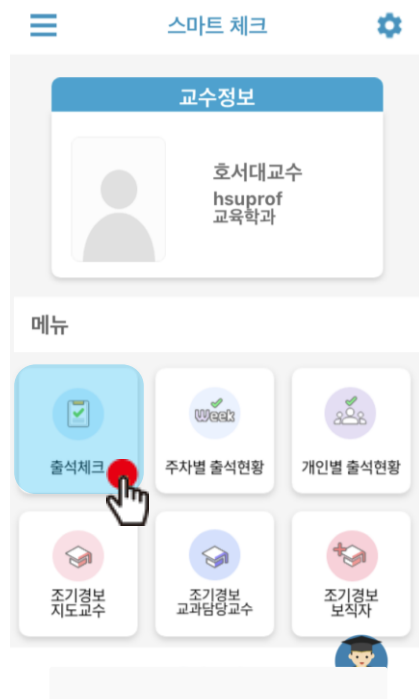 스마트 체크
교수정보
호서대교수
hsuprof
교육학과
메뉴
Week
출석체크
주차별 출석현황
개인별 출석현황
조기경보
지도교수
조기경보
교과담당교수
조기경보
보직자